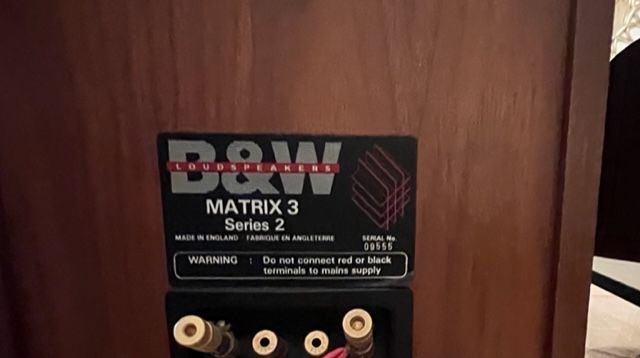 B&W
LOUDSPEAKERS
MATRIX 3
Series 2
MADE IN ENGLAND FABRIQUE EN ANGLETERRE
SERIAL No.
09555
WARNING : Do not connect red or black
terminals to mains supply